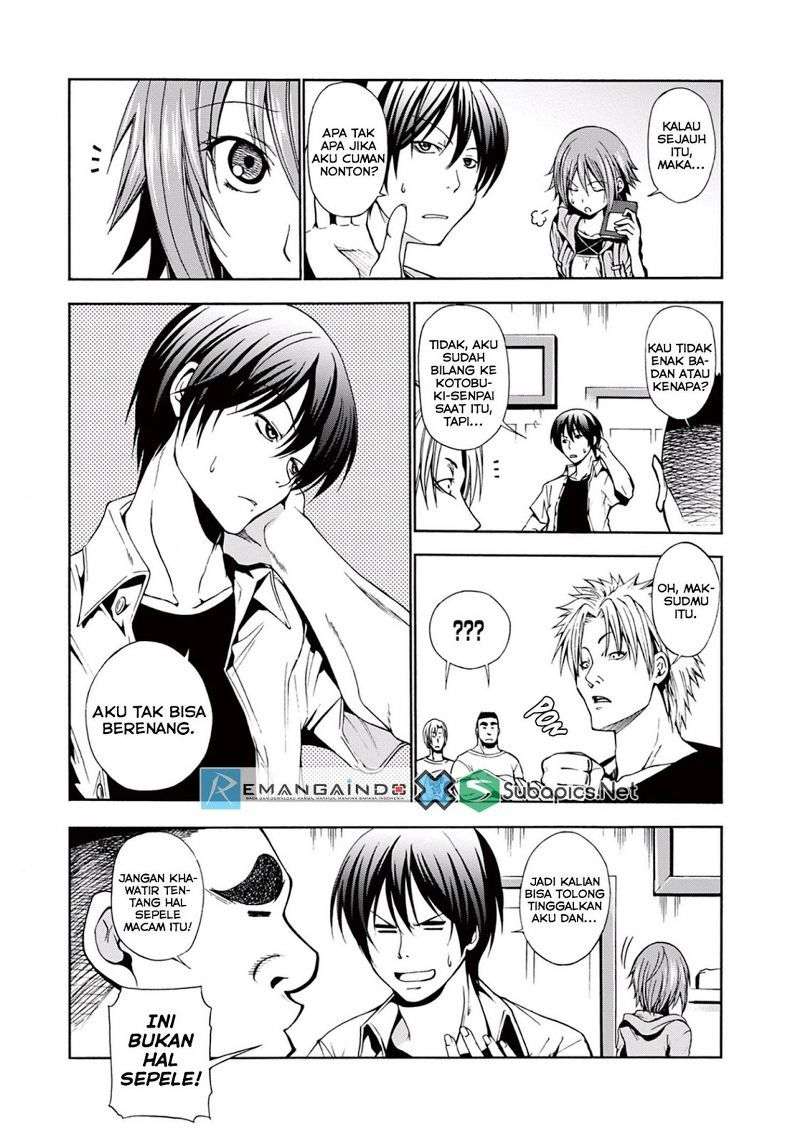 KALAU
SEJAUH
ITU,
MAKA...
APA TAK
APA JIKA
AKU CUMAN
NONTON?
KAU TIDAK
ENAK BA-
DAN ATAU
KENAPA?
TIDAK, AKU
SUDAH
BILANG KE
KOTOBU-
KI-SENPAI
SAAT ITU,
TAPI...
OH, MAK-
SUDMU
ITU.
???
PON
AKU TAK BISA
BERENANG.
REMANGAINDO
X
S Subapics.Net
JADI KALIAN
BISA TOLONG
TINGGALKAN
AKU DAN...
JANGAN KHA-
WATIR TEN-
TANG HAL
SEPELE
MACAM ITU!
INI
BUKAN
HAL
SEPELE!